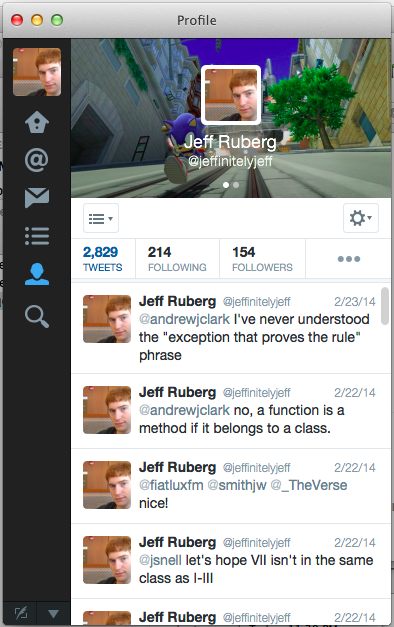 Profile
Jeff Ruberg
@jeffinitelyjeff
2,829
TWEETS
214
FOLLOWING
154
FOLLOWERS
Jeff Ruberg @jeffinitelyjeff 2/23/14
@andrewjclark I've never understood
the "exception that proves the rule"
phrase
Jeff Ruberg @jeffinitelyjeff 2/22/14
@andrewjclark no, a function is a
method if it belongs to a class.
Jeff Ruberg @jeffinitelyjeff 2/22/14
@fiatluxfm @smithjw @_TheVerse
nice!
Jeff Ruberg @jeffinitelyjeff 2/22/14
@jsnell let's hope VII isn't in the same
class as I-III
Jeff Ruberg @jeffinitelyjeff 2/22/14